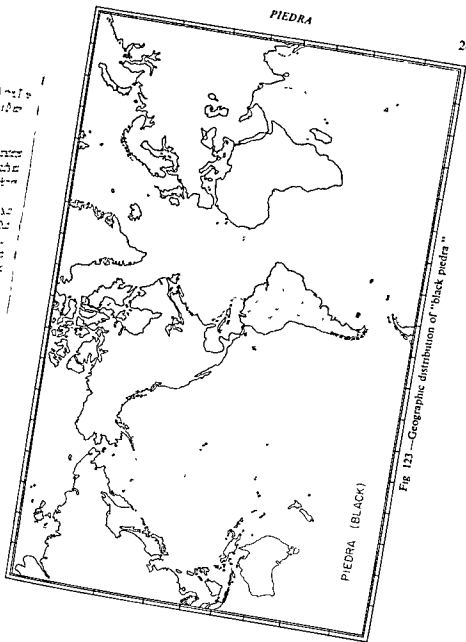 PIEDRA
PIEDRA (BLACK)
Fig 123 —Geographic distribution of "black piedra"